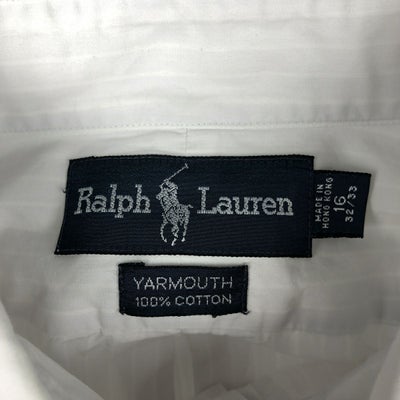 Ralph Lauren
MADE IN
HONG KONG
16
32/33
YARMOUTH
100% COTTON